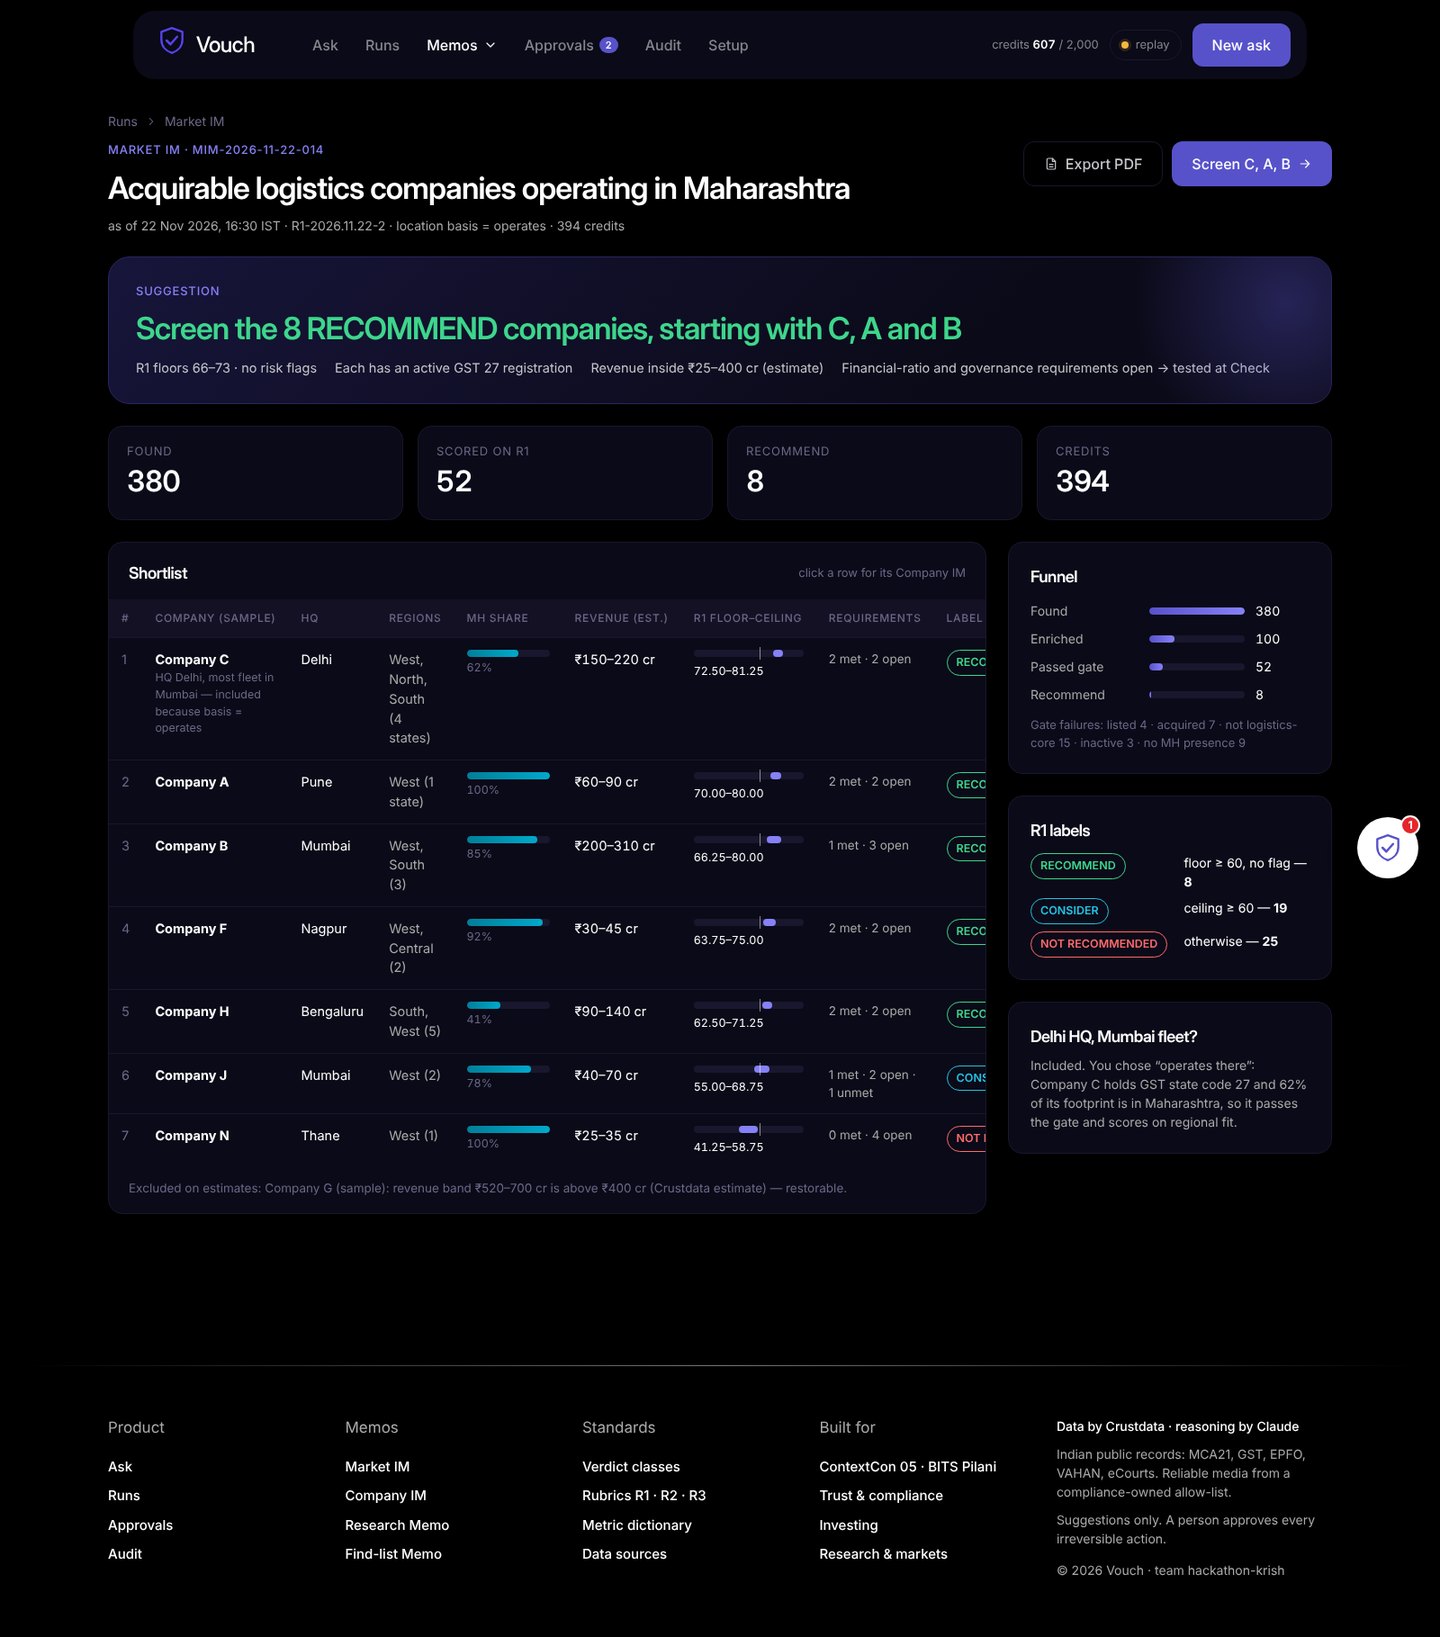 Vouch
Ask
Runs
Memos
Approvals 2
Audit
Setup
credits 607 / 2,000
replay
New ask
Runs > Market IM
MARKET IM · MIM-2026-11-22-014
Acquirable logistics companies operating in Maharashtra
as of 22 Nov 2026, 16:30 IST · R1-2026.11.22-2 · location basis = operates · 394 credits
Export PDF
Screen C, A, B →
SUGGESTION
Screen the 8 RECOMMEND companies, starting with C, A and B
R1 floors 66–73 · no risk flags Each has an active GST 27 registration Revenue inside ₹25–400 cr (estimate) Financial-ratio and governance requirements open → tested at Check
FOUND
380
SCORED ON R1
52
RECOMMEND
8
CREDITS
394
Shortlist
click a row for its Company IM
# COMPANY (SAMPLE) HQ REGIONS MH SHARE REVENUE (EST.) R1 FLOOR–CEILING REQUIREMENTS LABEL
1
Company C
HQ Delhi, most fleet in
Mumbai — included
because basis =
operates
Delhi
West,
North,
South
(4
states)
62%
₹150–220 cr
72.50–81.25
2 met · 2 open
RECO
2
Company A
Pune
West (1
state)
100%
₹60–90 cr
70.00–80.00
2 met · 2 open
RECO
3
Company B
Mumbai
West,
South
(3)
85%
₹200–310 cr
66.25–80.00
1 met · 3 open
RECO
4
Company F
Nagpur
West,
Central
(2)
92%
₹30–45 cr
63.75–75.00
2 met · 2 open
RECO
5
Company H
Bengaluru
South,
West (5)
41%
₹90–140 cr
62.50–71.25
2 met · 2 open
RECO
6
Company J
Mumbai
West (2)
78%
₹40–70 cr
55.00–68.75
1 met · 2 open ·
1 unmet
CONS
7
Company N
Thane
West (1)
100%
₹25–35 cr
41.25–58.75
0 met · 4 open
NOT
Excluded on estimates: Company G (sample): revenue band ₹520–700 cr is above ₹400 cr (Crustdata estimate) — restorable.
Funnel
Found 380
Enriched 100
Passed gate 52
Recommend 8
Gate failures: listed 4 · acquired 7 · not logistics-
core 15 · inactive 3 · no MH presence 9
R1 labels
RECOMMEND floor ≥ 60, no flag —
8
CONSIDER ceiling ≥ 60 — 19
NOT RECOMMENDED otherwise — 25
Delhi HQ, Mumbai fleet?
Included. You chose “operates there”:
Company C holds GST state code 27 and 62%
of its footprint is in Maharashtra, so it passes
the gate and scores on regional fit.
1
Product
Ask
Runs
Approvals
Audit
Memos
Market IM
Company IM
Research Memo
Find-list Memo
Standards
Verdict classes
Rubrics R1 · R2 · R3
Metric dictionary
Data sources
Built for
ContextCon 05 · BITS Pilani
Trust & compliance
Investing
Research & markets
Data by Crustdata · reasoning by Claude
Indian public records: MCA21, GST, EPFO,
VAHAN, eCourts. Reliable media from a
compliance-owned allow-list.
Suggestions only. A person approves every
irreversible action.
© 2026 Vouch · team hackathon-krish